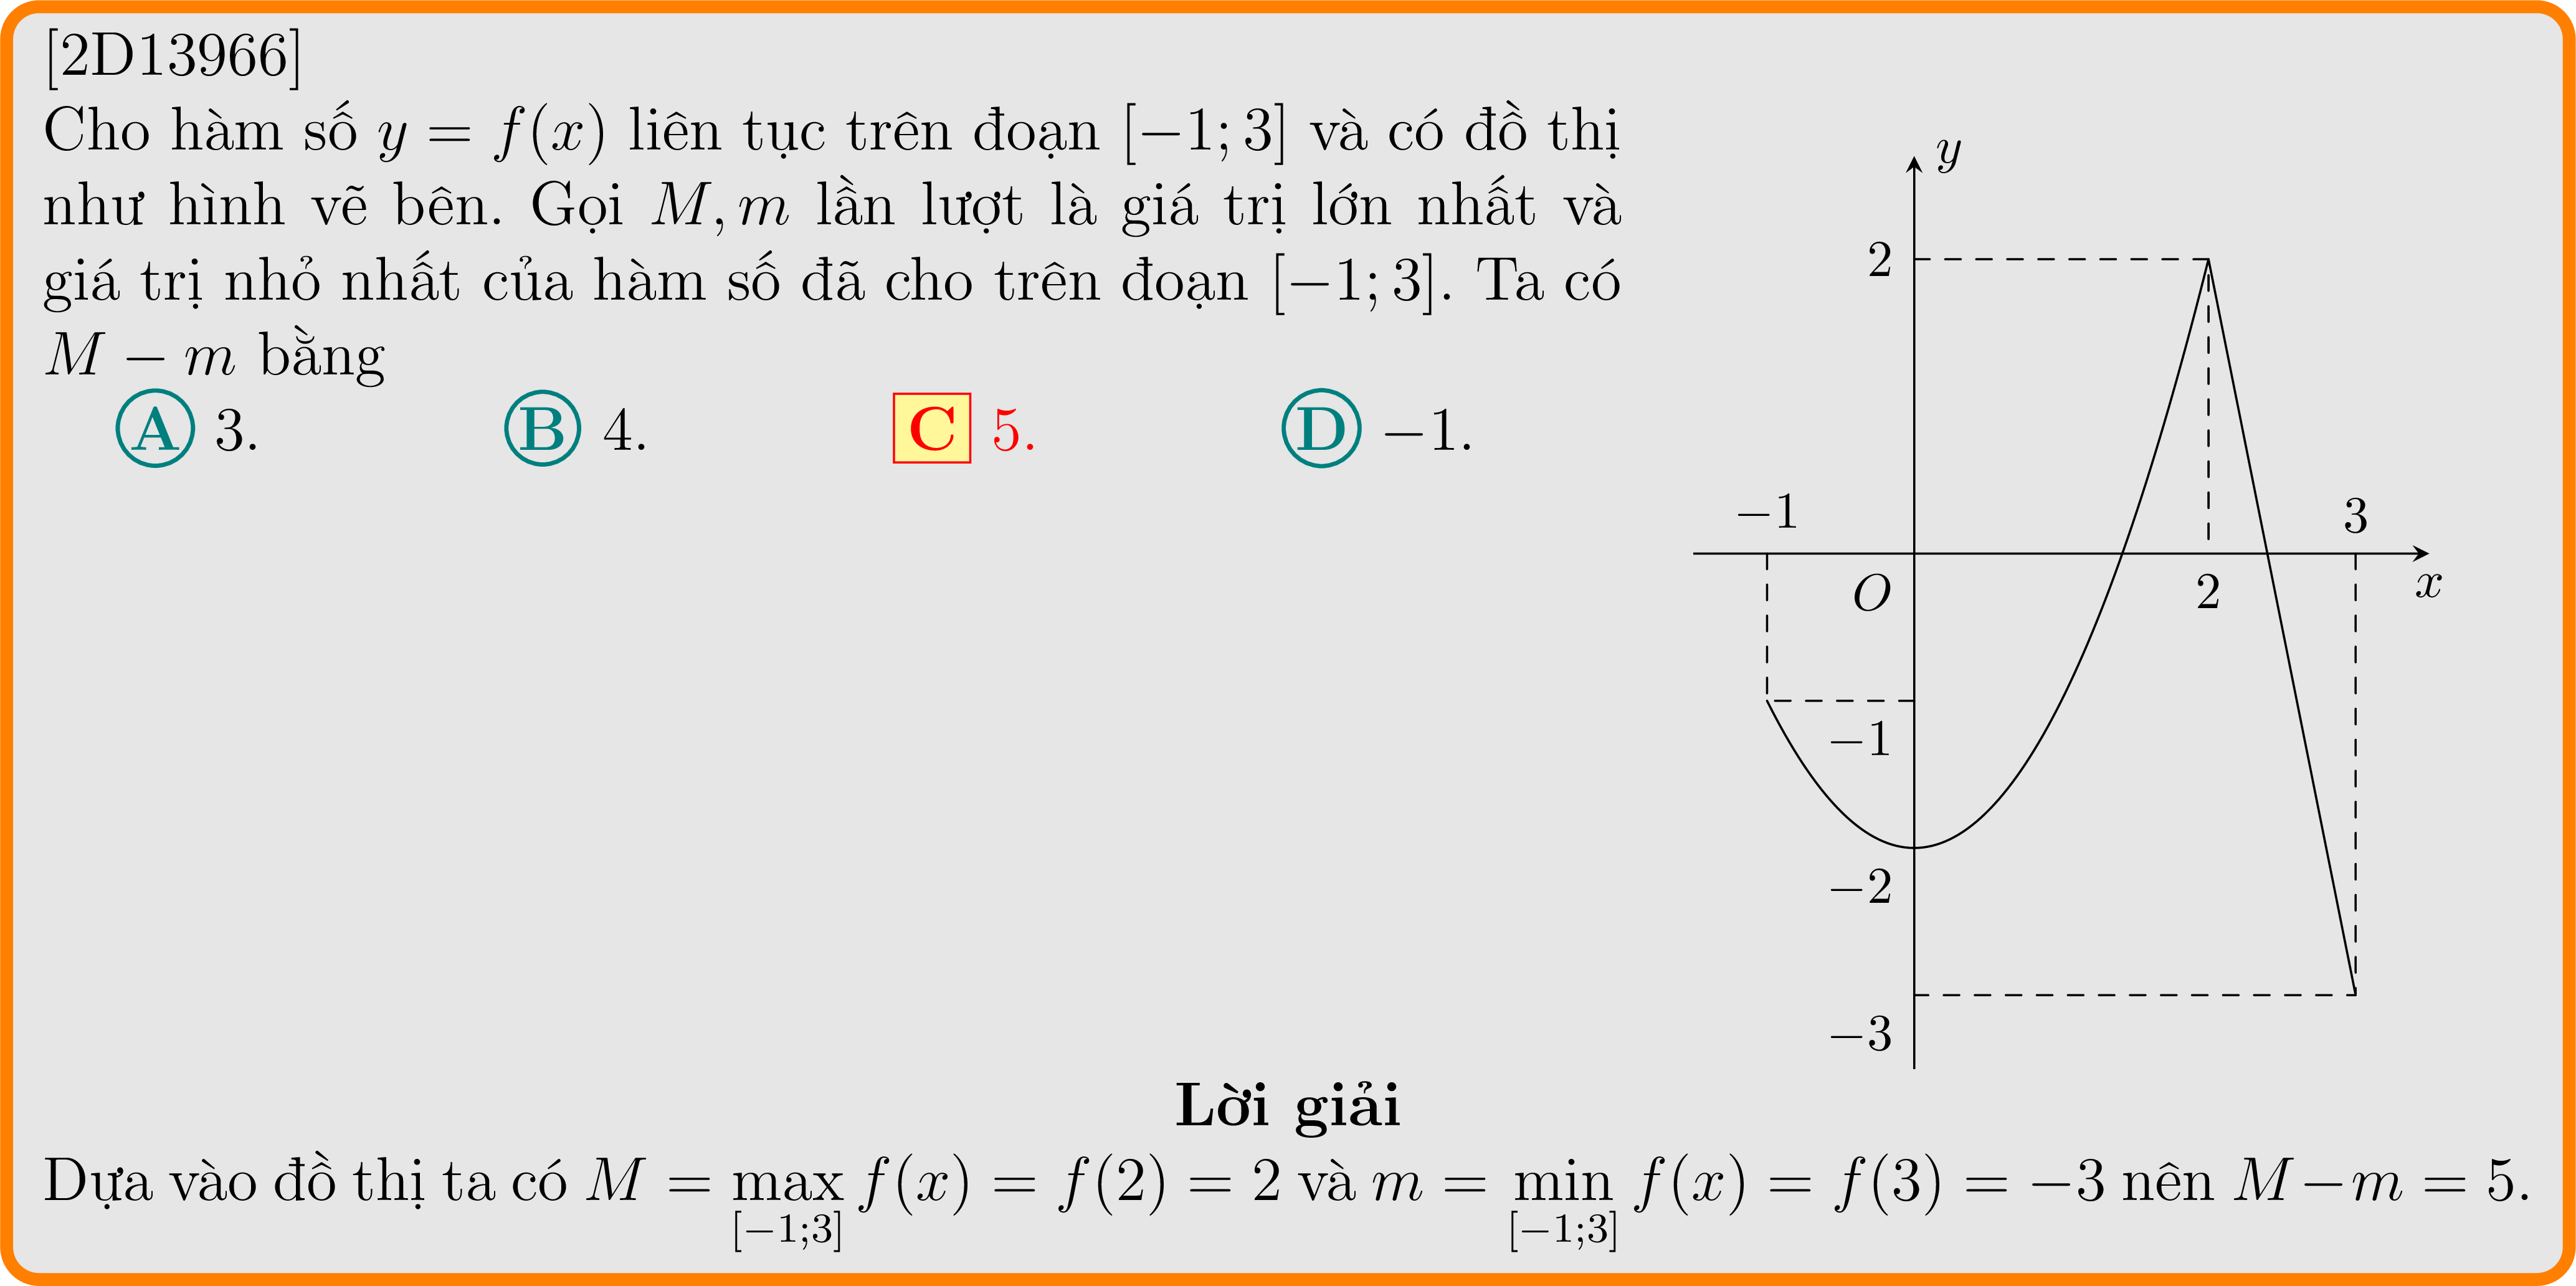 [2D13966]
Cho hàm số y = f(x) liên tục trên đoạn [−1; 3] và có đồ thị
như hình vẽ bên. Gọi M, m lần lượt là giá trị lớn nhất và
giá trị nhỏ nhất của hàm số đã cho trên đoạn [−1; 3]. Ta có
M − m bằng
A 3. B 4. C 5. D −1.
y
2
−1
3
O
2
x
−1
−2
−3
Lời giải
Dựa vào đồ thị ta có M = max f(x) = f(2) = 2 và m = min f(x) = f(3) = −3 nên M − m = 5.
[−1;3] [−1;3]